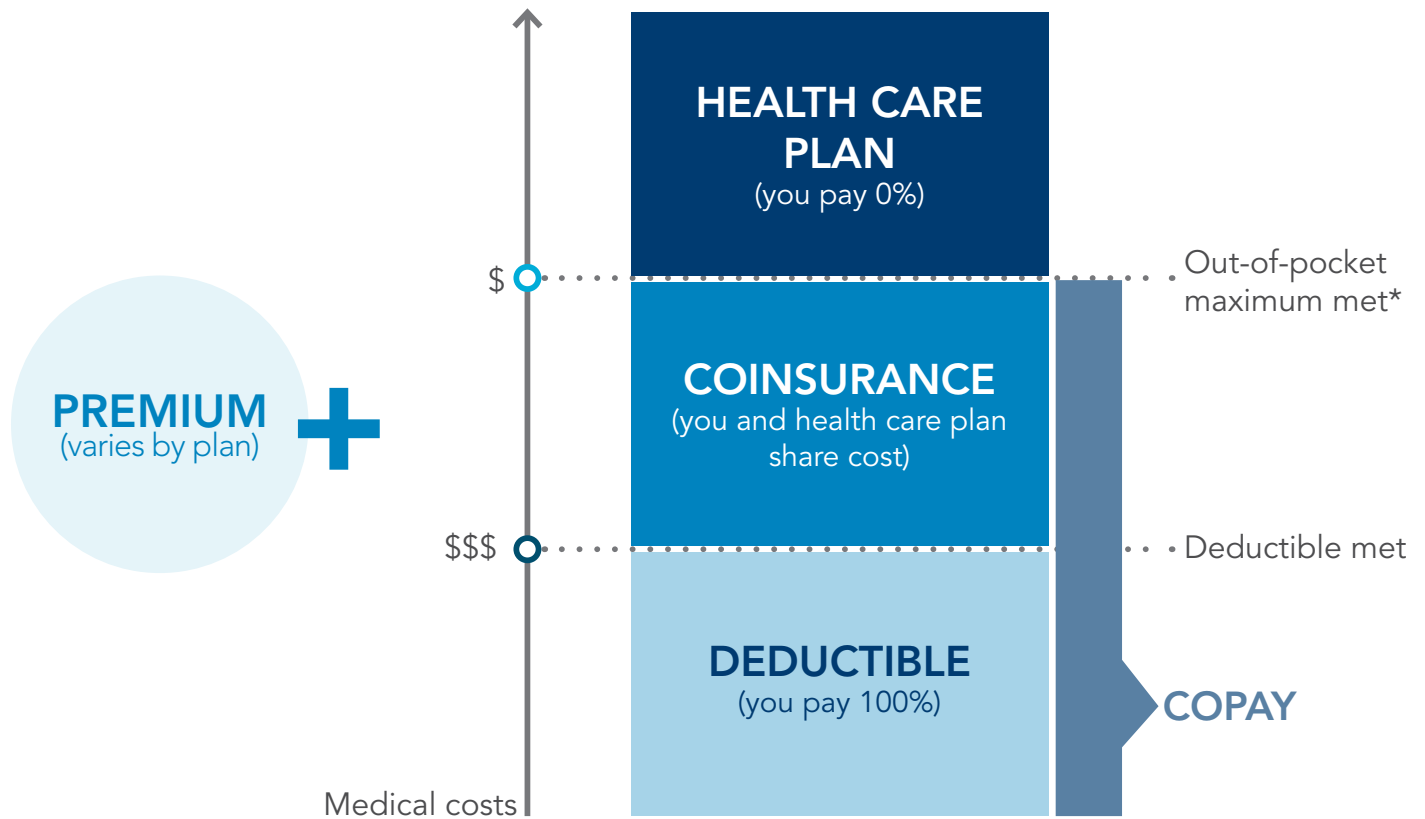 HEALTH CARE
PLAN
(you pay 0%)
$
Out-of-pocket
maximum met*
PREMIUM
(varies by plan)
+
COINSURANCE
(you and health care plan
share cost)
$$$
Deductible met
DEDUCTIBLE
(you pay 100%)
COPAY
Medical costs